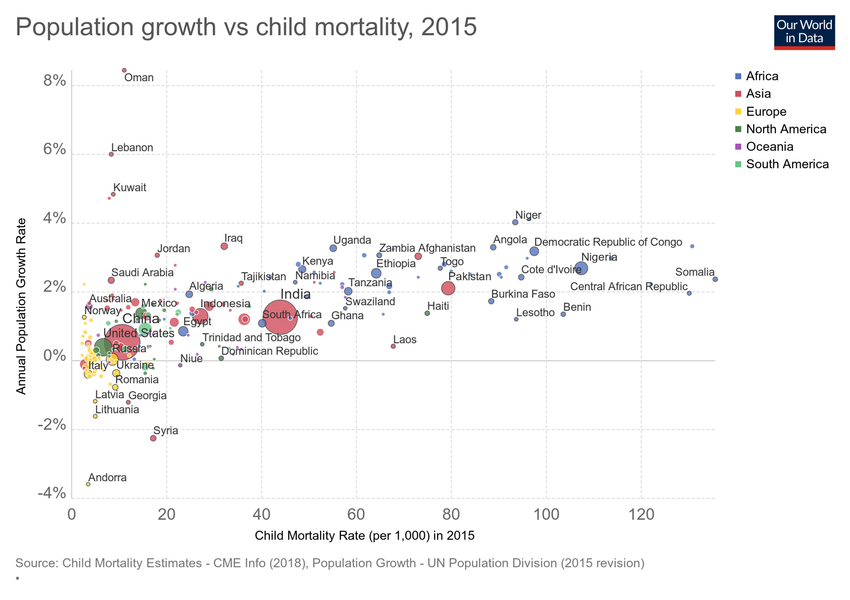 Population growth vs child mortality, 2015
Our World
in Data
Africa
Asia
Europe
North America
Oceania
South America
8%
6%
4%
2%
0%
-2%
-4%
Annual Population Growth Rate
Oman
Lebanon
Kuwait
Niger
Iraq
Uganda
Angola
Democratic Republic of Congo
Jordan
Zambia
Afghanistan
Kenya
Ethiopia
Togo
Nigeria
Saudi Arabia
Tajikistan
Namibia
Pakistan
Cote d'Ivoire
Somalia
Algeria
Tanzania
Central African Republic
India
Burkina Faso
Australia
Mexico
Indonesia
Swaziland
Norway
China
Egypt
South Africa
Ghana
Haiti
Lesotho
Benin
United States
Trinidad and Tobago
Laos
Russia
Dominican Republic
Niue
Italy
Ukraine
Romania
Latvia
Georgia
Lithuania
Syria
Andorra
0
20
40
60
80
100
120
Child Mortality Rate (per 1,000) in 2015
Source: Child Mortality Estimates - CME Info (2018), Population Growth - UN Population Division (2015 revision)
•